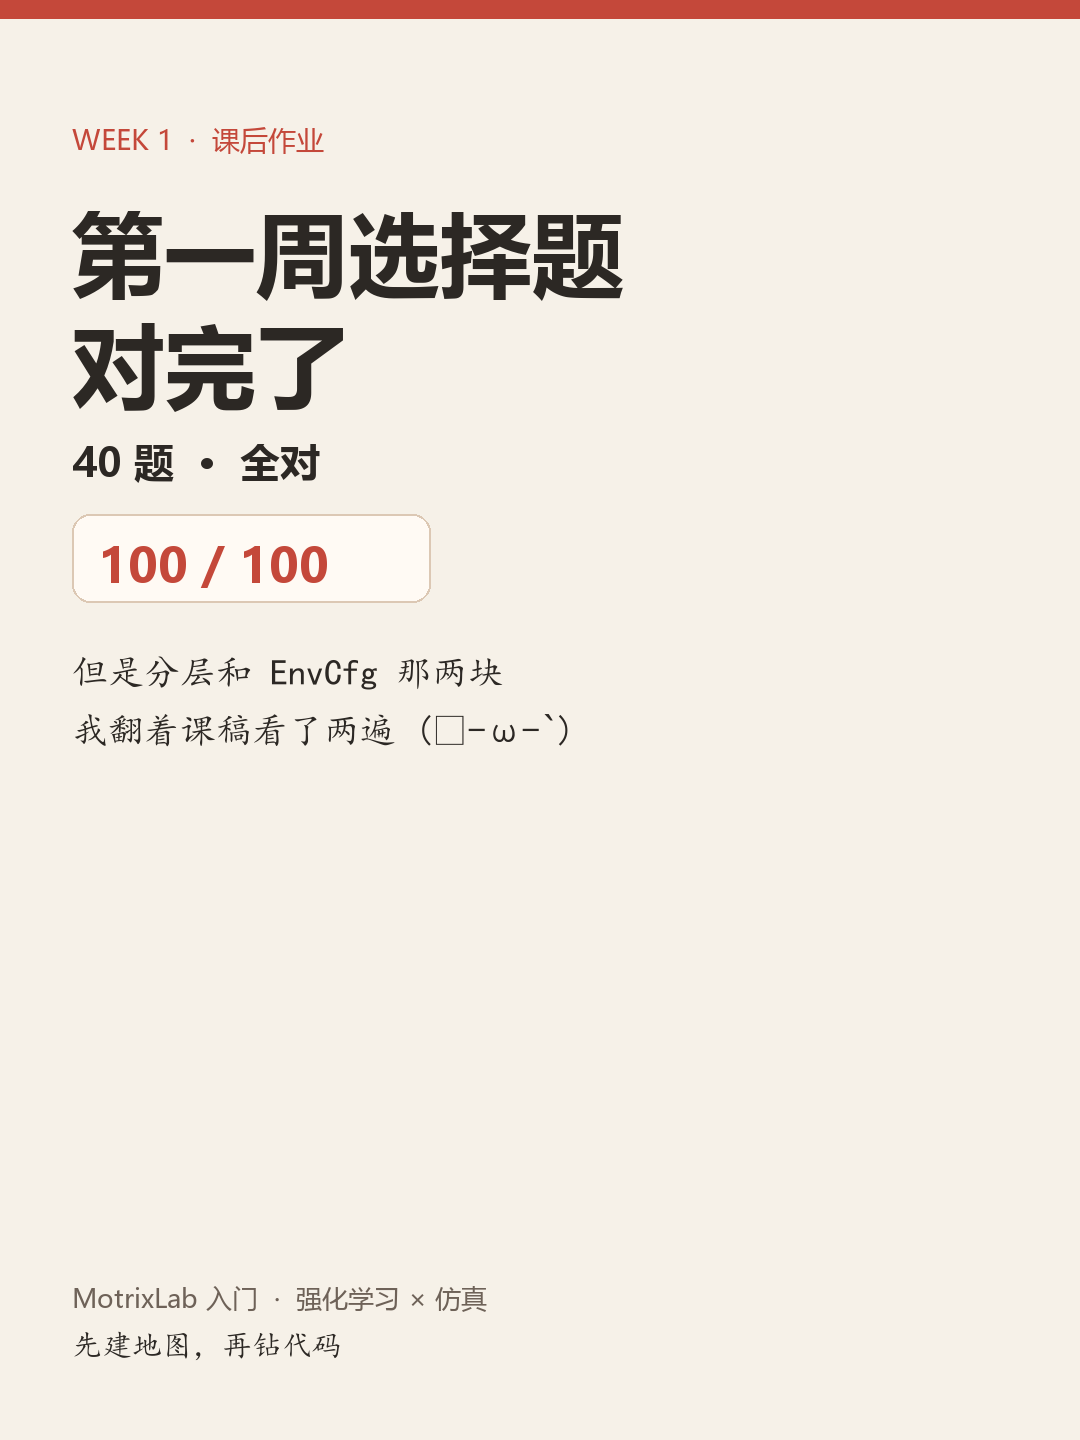 WEEK 1 · 课后作业
第一周选择题
对完了
40 题 • 全对
100 / 100
但是分层和 EnvCfg 那两块
我翻着课稿看了两遍（□-ω-`）
MotrixLab 入门 · 强化学习 × 仿真
先建地图，再钻代码